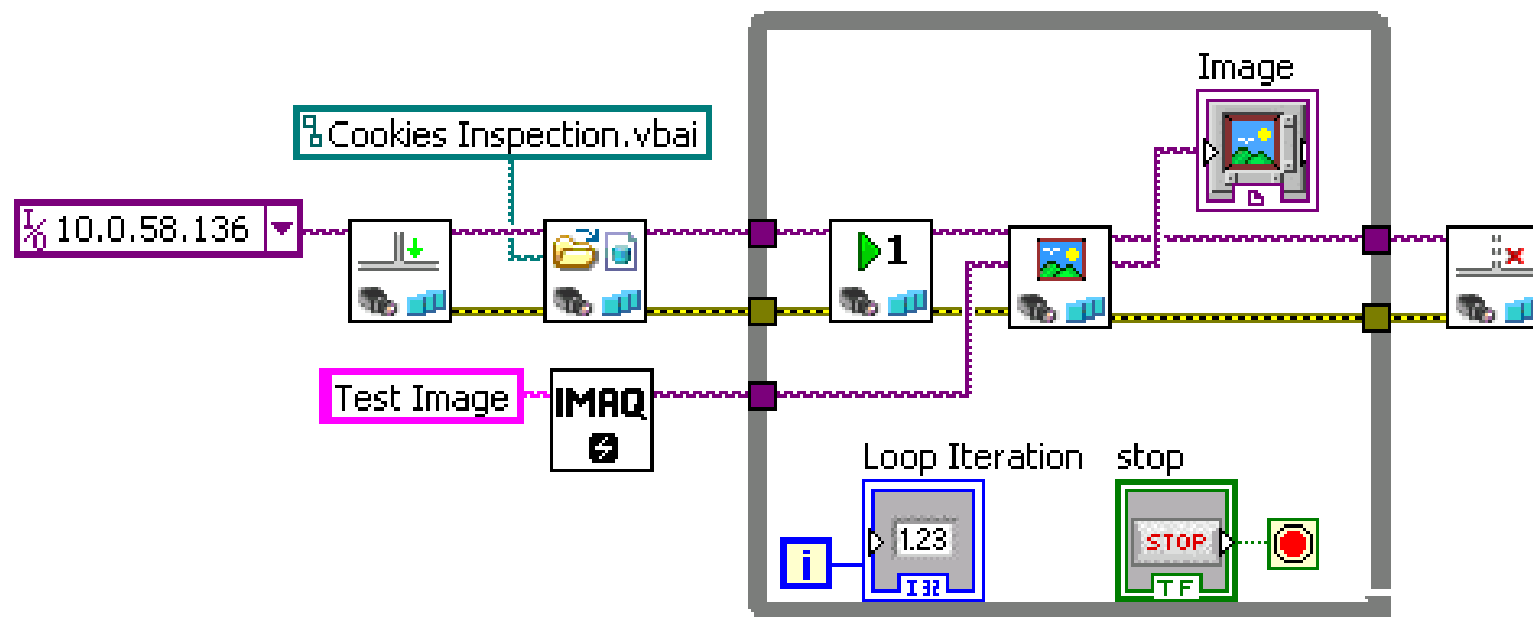 Image
Cookies Inspection.vbai
I/O 10.0.58.136
1
Test Image
IMAQ
Loop Iteration
stop
i
1.23
I32
STOP
TF